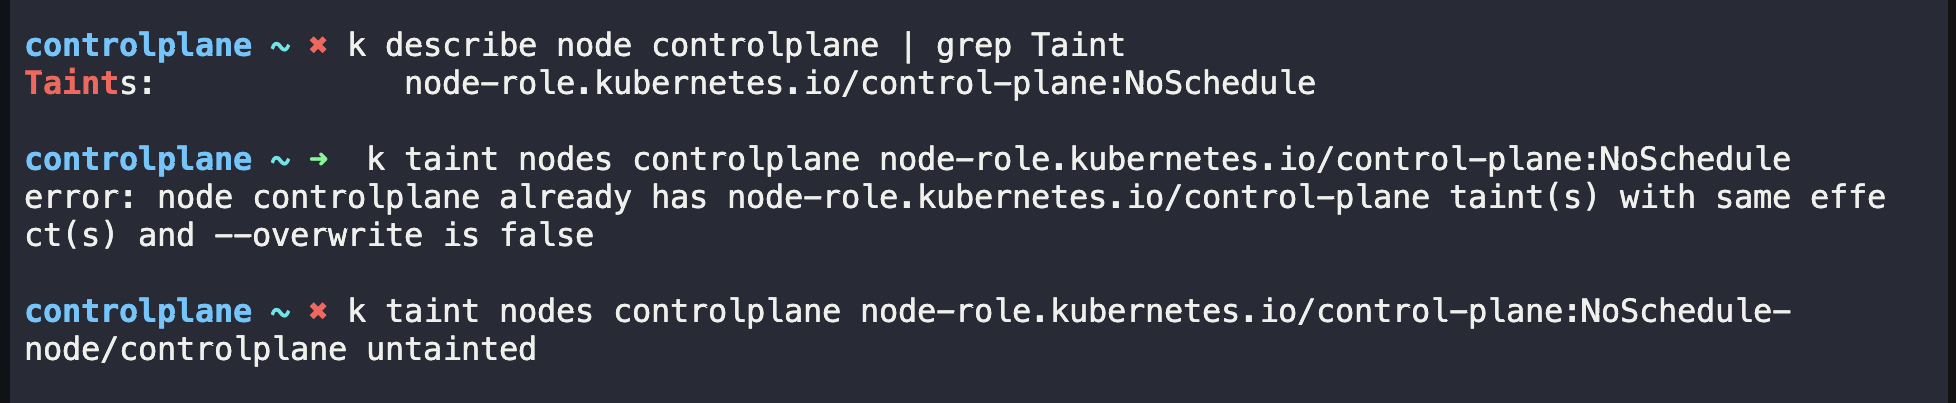 controlplane ~ ✖ k describe node controlplane | grep Taint
Taints:             node-role.kubernetes.io/control-plane:NoSchedule
controlplane ~ ➜  k taint nodes controlplane node-role.kubernetes.io/control-plane:NoSchedule
error: node controlplane already has node-role.kubernetes.io/control-plane taint(s) with same effe
ct(s) and --overwrite is false
controlplane ~ ✖ k taint nodes controlplane node-role.kubernetes.io/control-plane:NoSchedule-
node/controlplane untainted